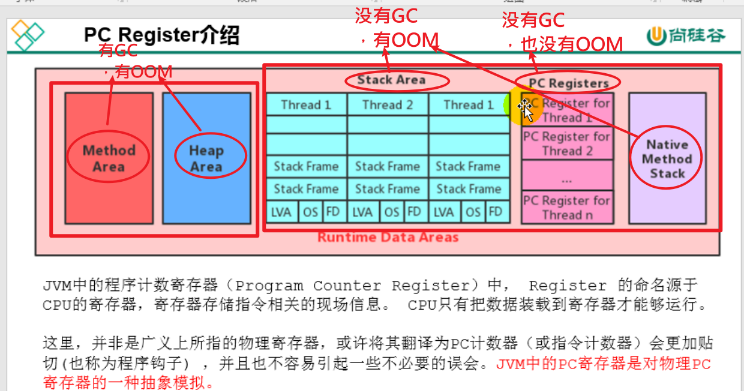 PC Register介绍
尚硅谷
没有GC
，有OOM
没有GC
，也没有OOM
有GC
，有OOM
Stack Area
PC Registers
Method Area
Heap Area
Thread 1 Thread 2 Thread 1
Stack Frame Stack Frame Stack Frame
Stack Frame Stack Frame Stack Frame
LVA OS FD LVA OS FD LVA OS FD
PC Register for Thread 1
PC Register for Thread 2
...
PC Register for Thread n
Native Method Stack
Runtime Data Areas
JVM中的程序计数寄存器（Program Counter Register）中， Register 的命名源于
CPU的寄存器，寄存器存储指令相关的现场信息。 CPU只有把数据装载到寄存器才能够运行。
这里，并非是广义上所指的物理寄存器，或许将其翻译为PC计数器（或指令计数器）会更加贴
切(也称为程序钩子) ，并且也不容易引起一些不必要的误会。JVM中的PC寄存器是对物理PC
寄存器的一种抽象模拟。